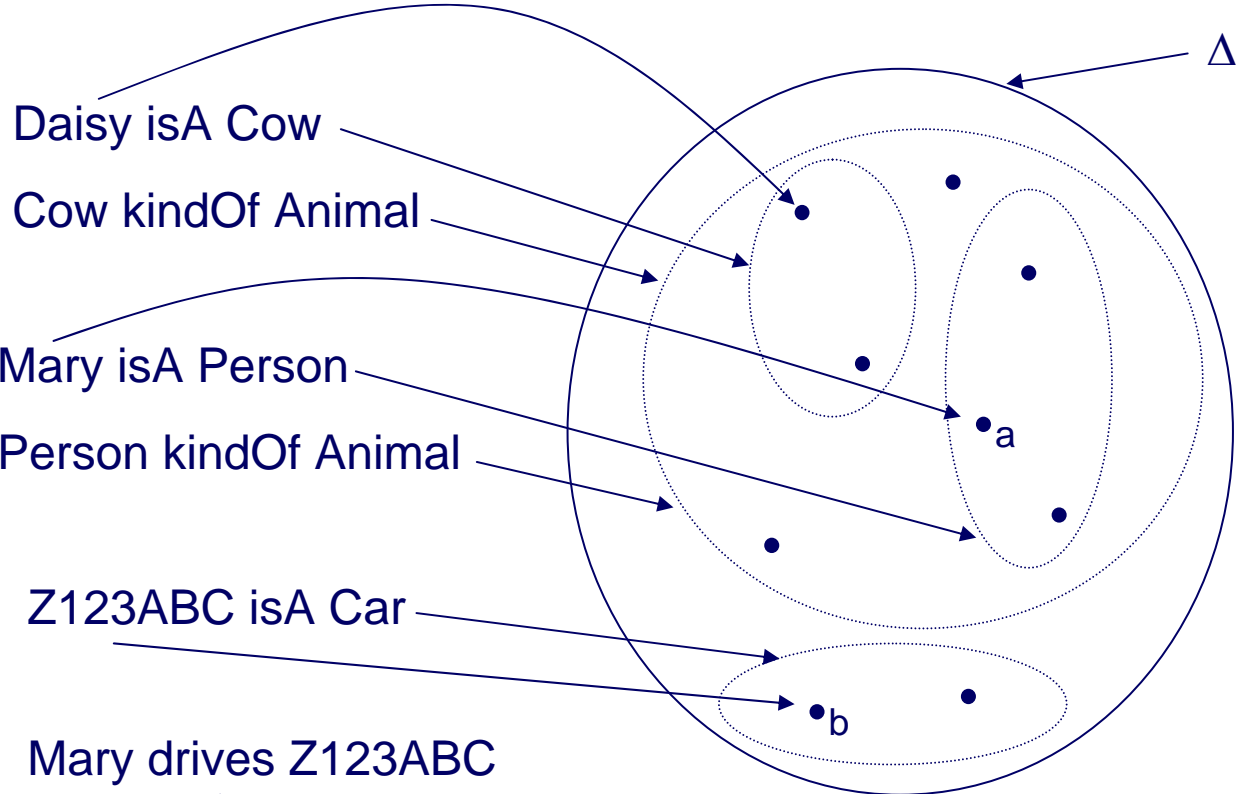 Δ
Daisy isA Cow
Cow kindOf Animal
Mary isA Person
a
Person kindOf Animal
Z123ABC isA Car
b
Mary drives Z123ABC